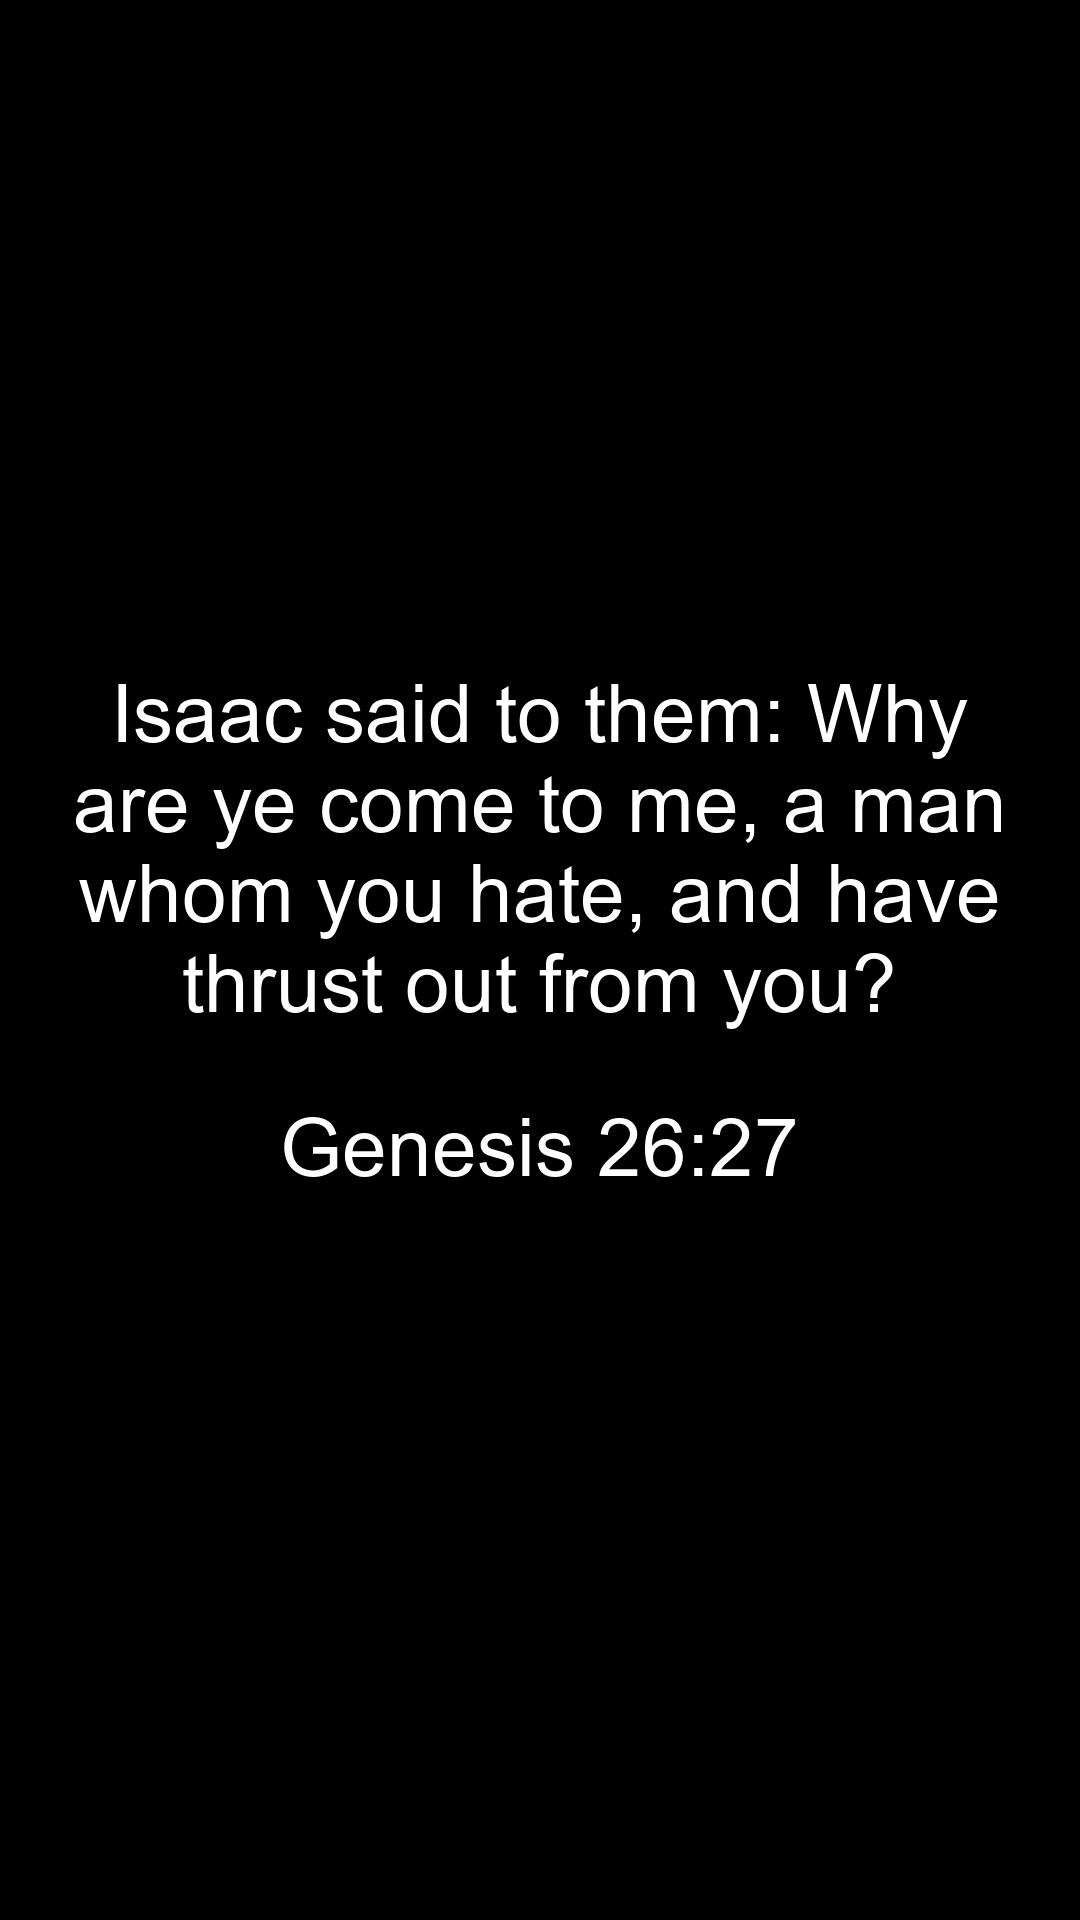 Isaac said to them: Why
are ye come to me, a man
whom you hate, and have
thrust out from you?
Genesis 26:27